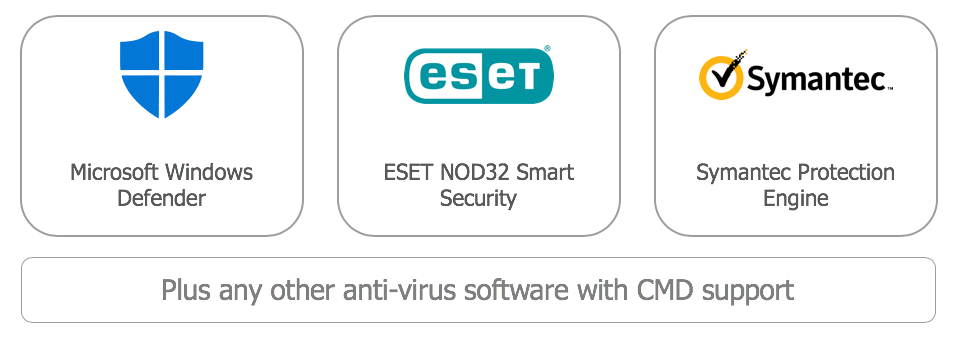 eset®
Symantec™
Microsoft Windows
Defender
ESET NOD32 Smart
Security
Symantec Protection
Engine
Plus any other anti-virus software with CMD support